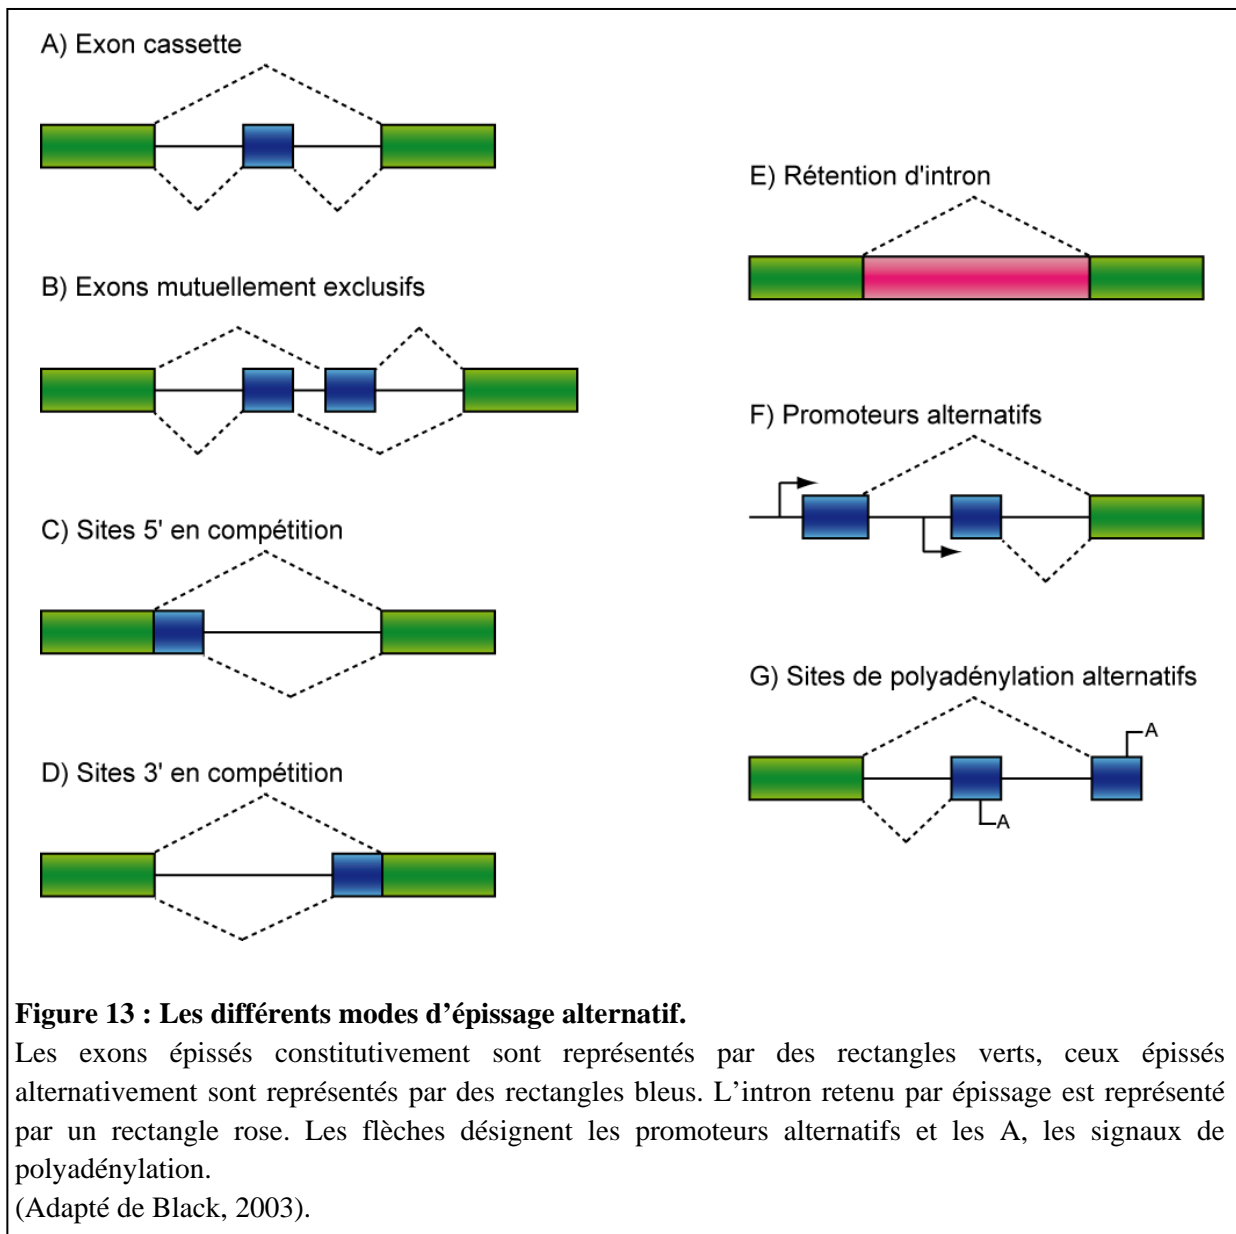 A) Exon cassette
B) Exons mutuellement exclusifs
C) Sites 5' en compétition
D) Sites 3' en compétition
E) Rétention d'intron
F) Promoteurs alternatifs
G) Sites de polyadénylation alternatifs
A
A
Figure 13 : Les différents modes d’épissage alternatif.
Les exons épissés constitutivement sont représentés par des rectangles verts, ceux épissés
alternativement sont représentés par des rectangles bleus. L’intron retenu par épissage est représenté
par un rectangle rose. Les flèches désignent les promoteurs alternatifs et les A, les signaux de
polyadénylation.
(Adapté de Black, 2003).